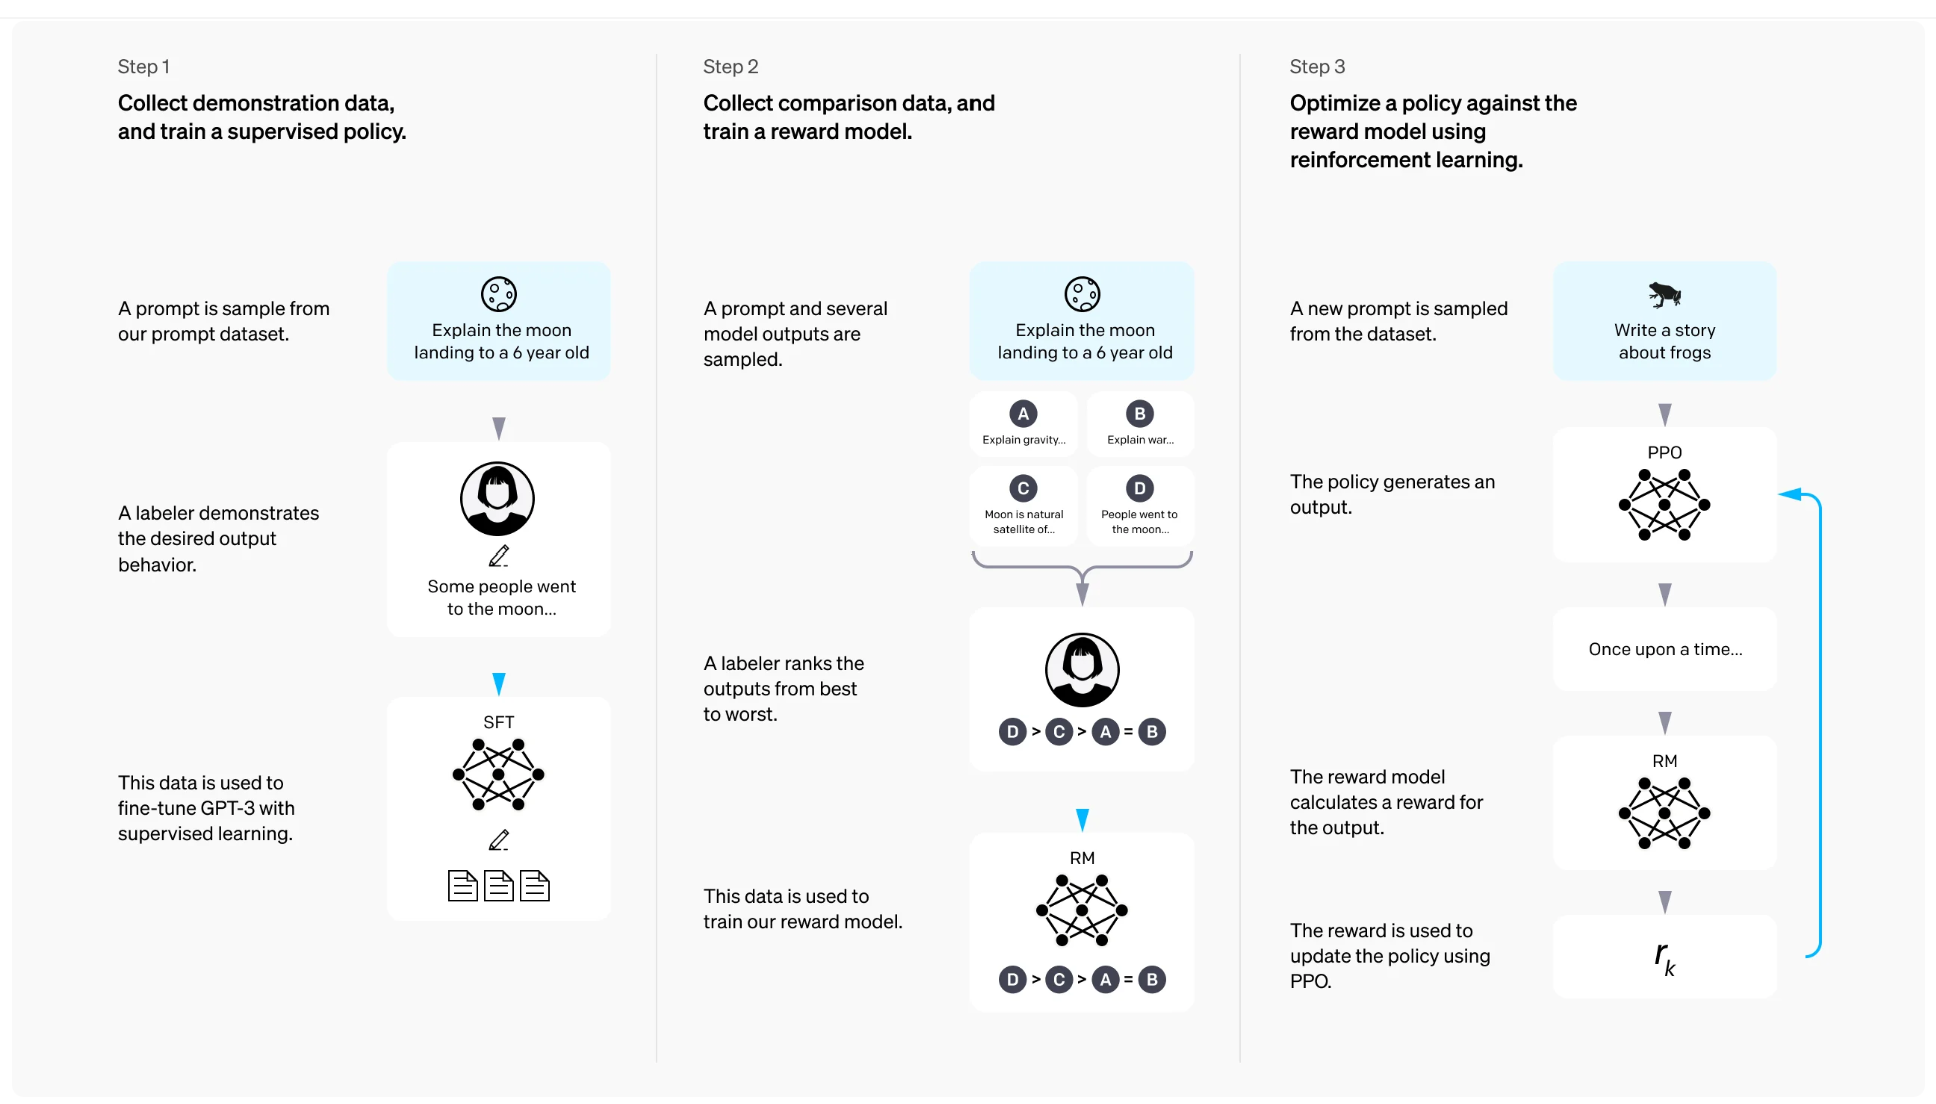 Step 1
Collect demonstration data,
and train a supervised policy.
A prompt is sample from
our prompt dataset.
Explain the moon
landing to a 6 year old
A labeler demonstrates
the desired output
behavior.
Some people went
to the moon...
This data is used to
fine-tune GPT-3 with
supervised learning.
SFT
Step 2
Collect comparison data, and
train a reward model.
A prompt and several
model outputs are
sampled.
Explain the moon
landing to a 6 year old
A
Explain gravity...
B
Explain war...
C
Moon is natural
satellite of...
D
People went to
the moon...
A labeler ranks the
outputs from best
to worst.
D > C > A = B
This data is used to
train our reward model.
RM
D > C > A = B
Step 3
Optimize a policy against the
reward model using
reinforcement learning.
A new prompt is sampled
from the dataset.
Write a story
about frogs
The policy generates an
output.
PPO
Once upon a time...
The reward model
calculates a reward for
the output.
RM
The reward is used to
update the policy using
PPO.
rk